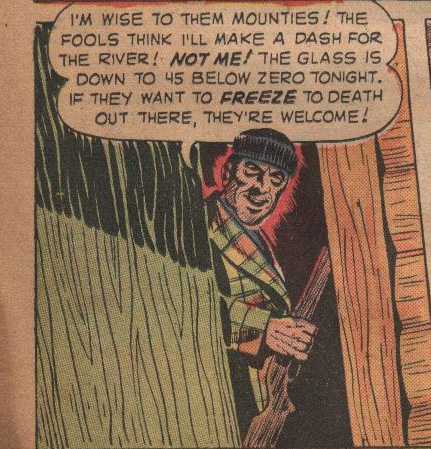 I'M WISE TO THEM MOUNTIES! THE
FOOLS THINK I'LL MAKE A DASH FOR
THE RIVER! NOT ME! THE GLASS IS
DOWN TO 45 BELOW ZERO TONIGHT.
IF THEY WANT TO FREEZE TO DEATH
OUT THERE, THEY'RE WELCOME!